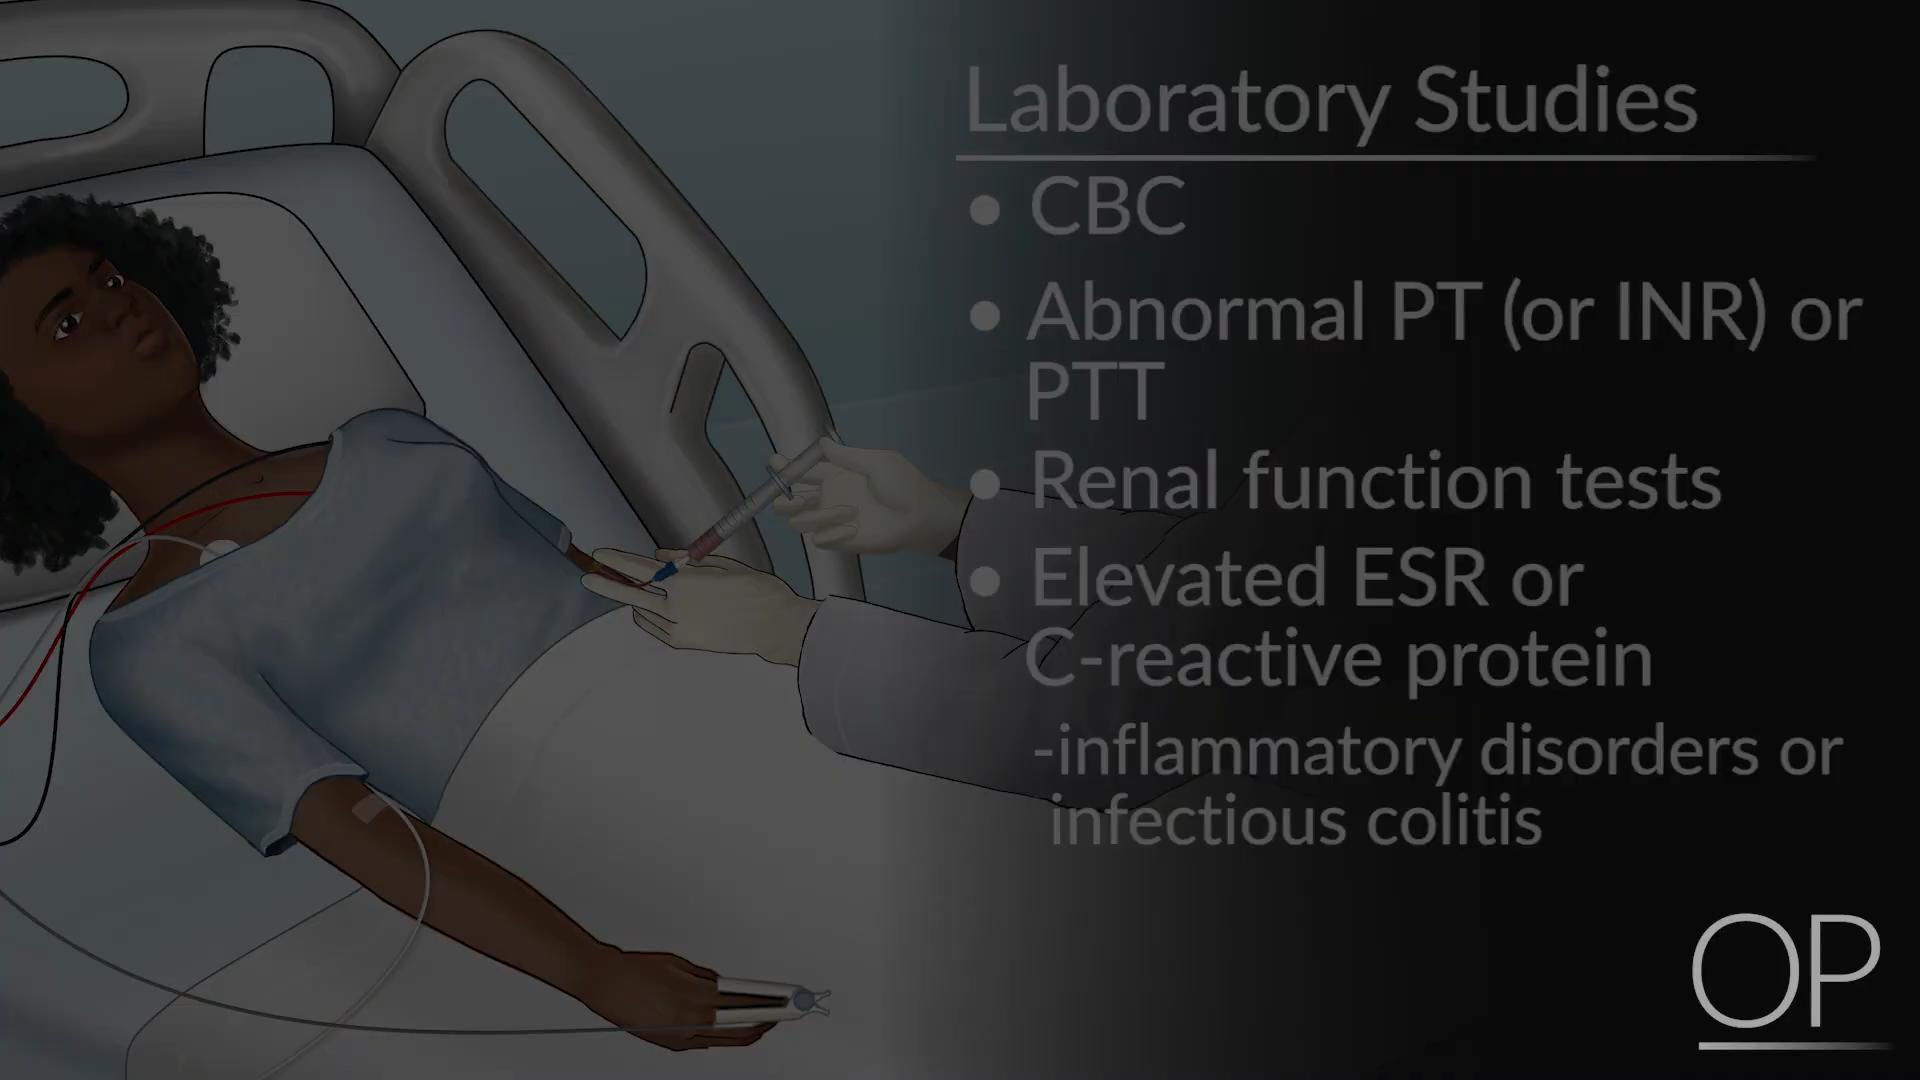 Laboratory Studies
• CBC
• Abnormal PT (or INR) or
PTT
• Renal function tests
• Elevated ESR or
C-reactive protein
-inflammatory disorders or
infectious colitis
OP